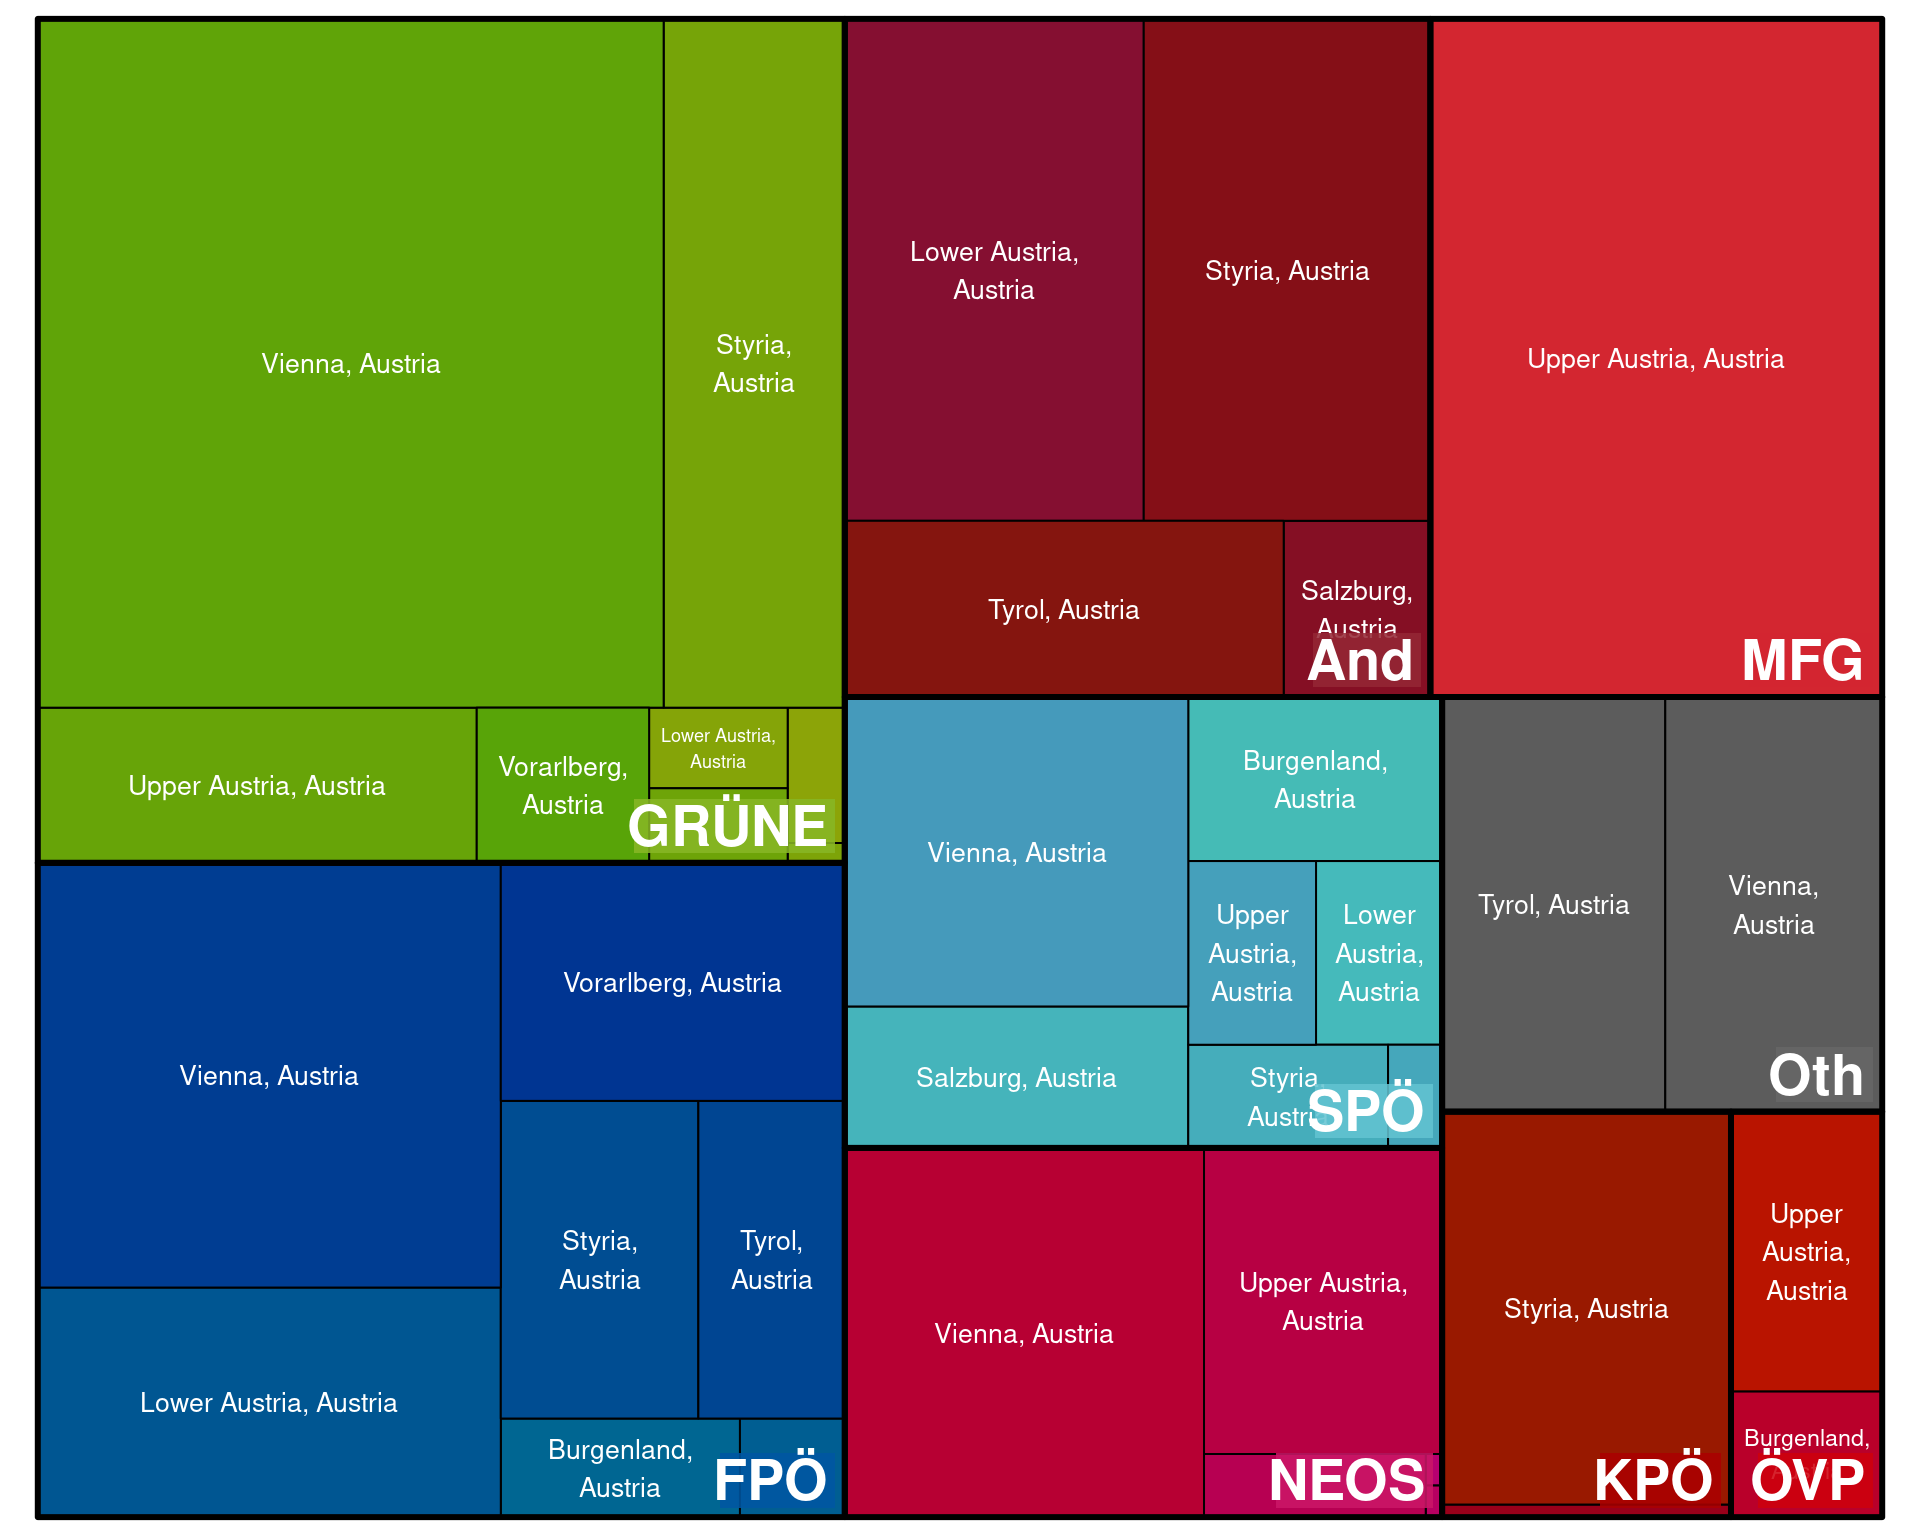 Vienna, Austria
Styria,
Austria
Upper Austria, Austria
Vorarlberg,
Austria
Lower Austria,
Austria
GRÜNE
Vienna, Austria
Vorarlberg, Austria
Styria,
Austria
Tyrol,
Austria
Lower Austria, Austria
Burgenland,
Austria
FPÖ
Lower Austria,
Austria
Styria, Austria
Tyrol, Austria
Salzburg,
Austria
And
Upper Austria, Austria
MFG
Vienna, Austria
Burgenland,
Austria
Upper
Austria,
Austria
Lower
Austria,
Austria
Salzburg, Austria
Styria,
Austria
SPÖ
Tyrol, Austria
Vienna,
Austria
Oth
Vienna, Austria
Upper Austria,
Austria
NEOS
Styria, Austria
KPÖ
Upper
Austria,
Austria
Burgenland,
ÖVP